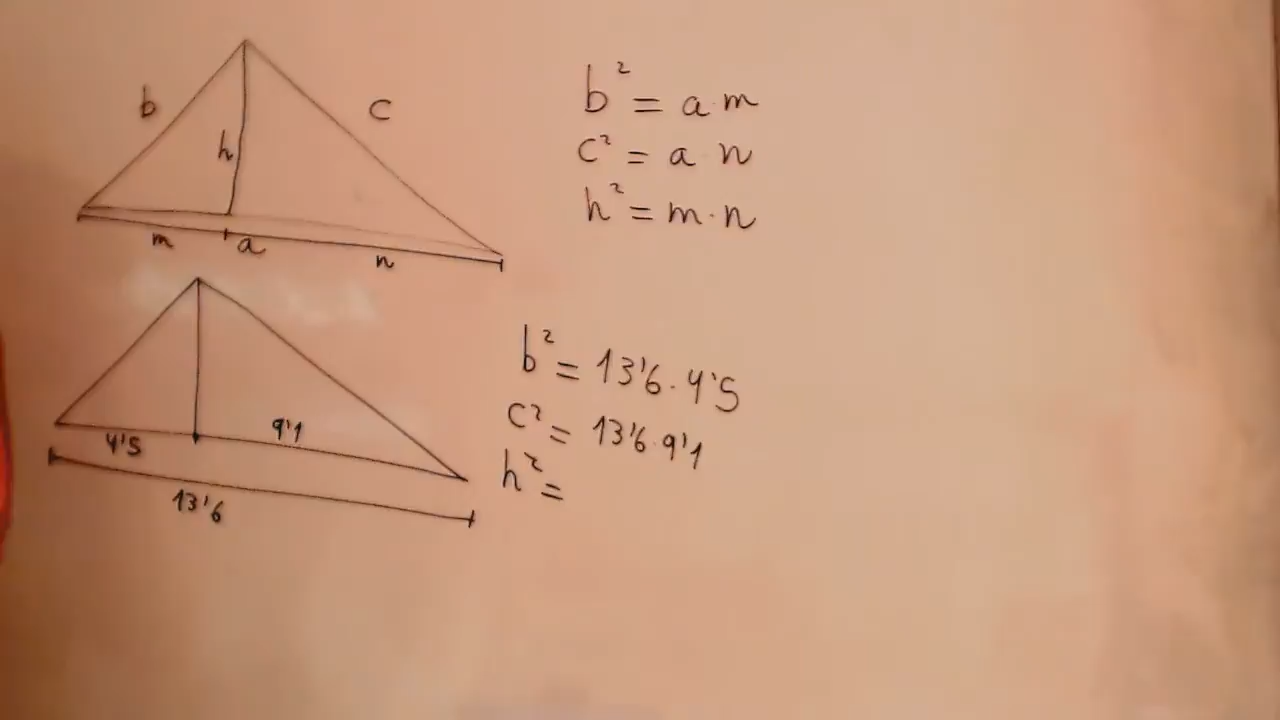 b
c
h
m
a
n
b² = a·m
c² = a n
h² = m·n
4'5
9'1
13'6
b² = 13'6·4'5
c² = 13'6·9'1
h² =